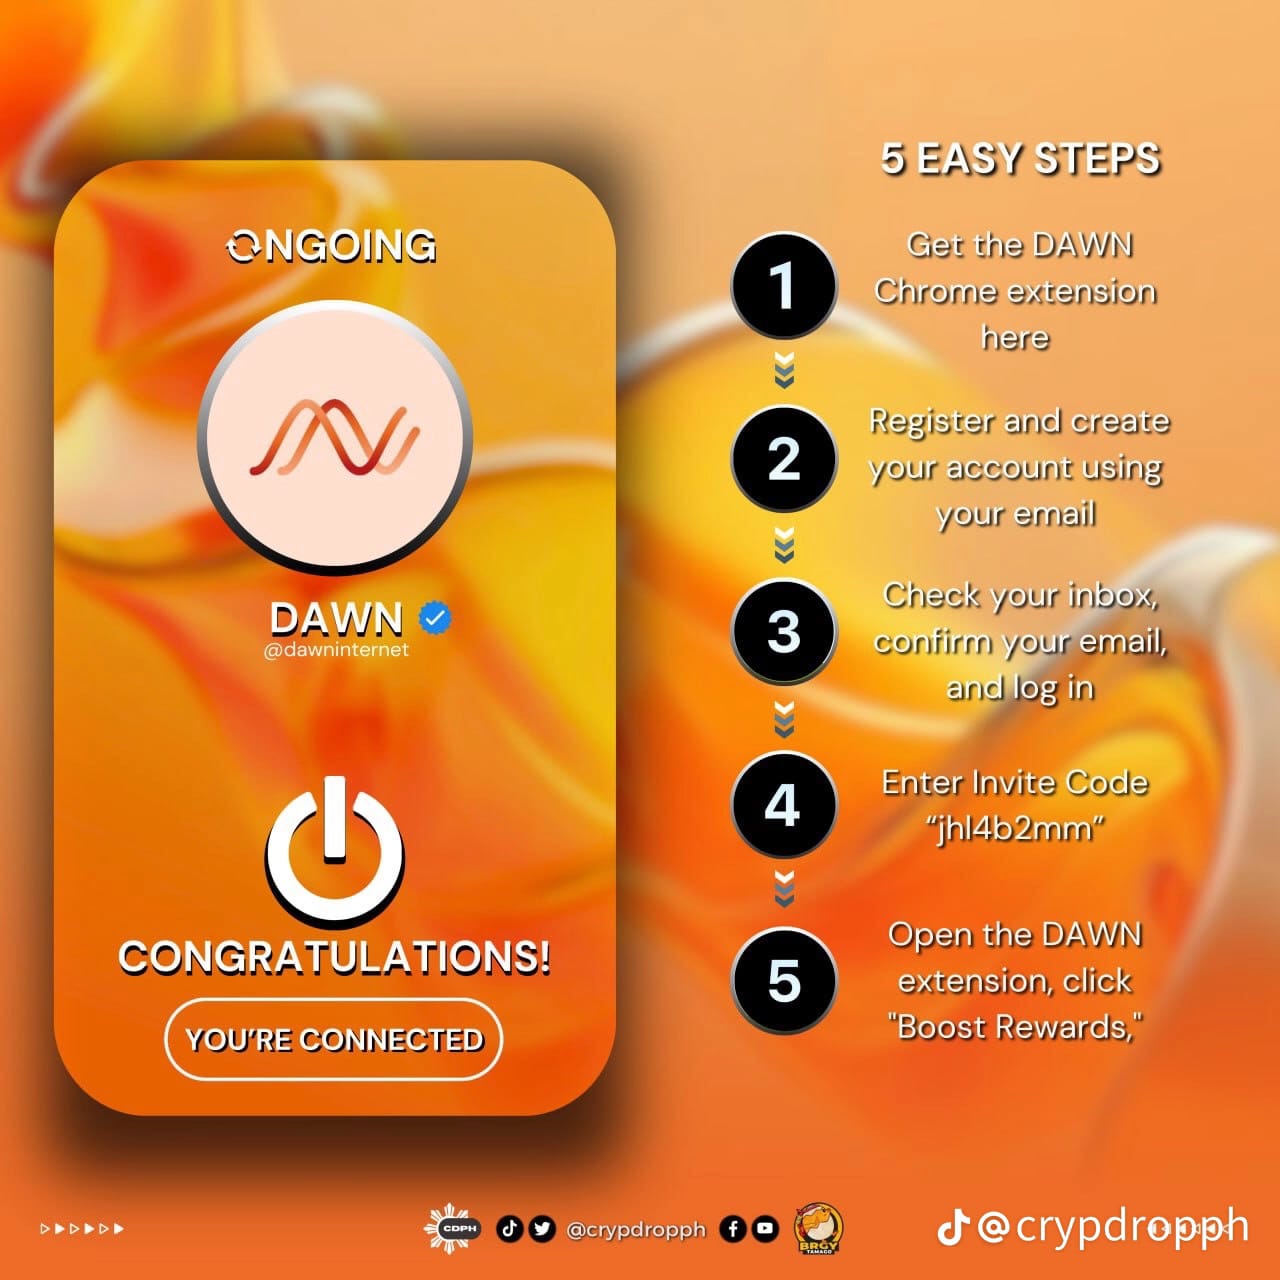 ONGOING
DAWN
@dawninternet
CONGRATULATIONS!
YOU'RE CONNECTED
5 EASY STEPS
1
Get the DAWN
Chrome extension
here
2
Register and create
your account using
your email
3
Check your inbox,
confirm your email,
and log in
4
Enter Invite Code
“jhl4b2mm”
5
Open the DAWN
extension, click
"Boost Rewards,"
CDPH
@crypdropph
BRGY
TAMAGO
@crypdropph